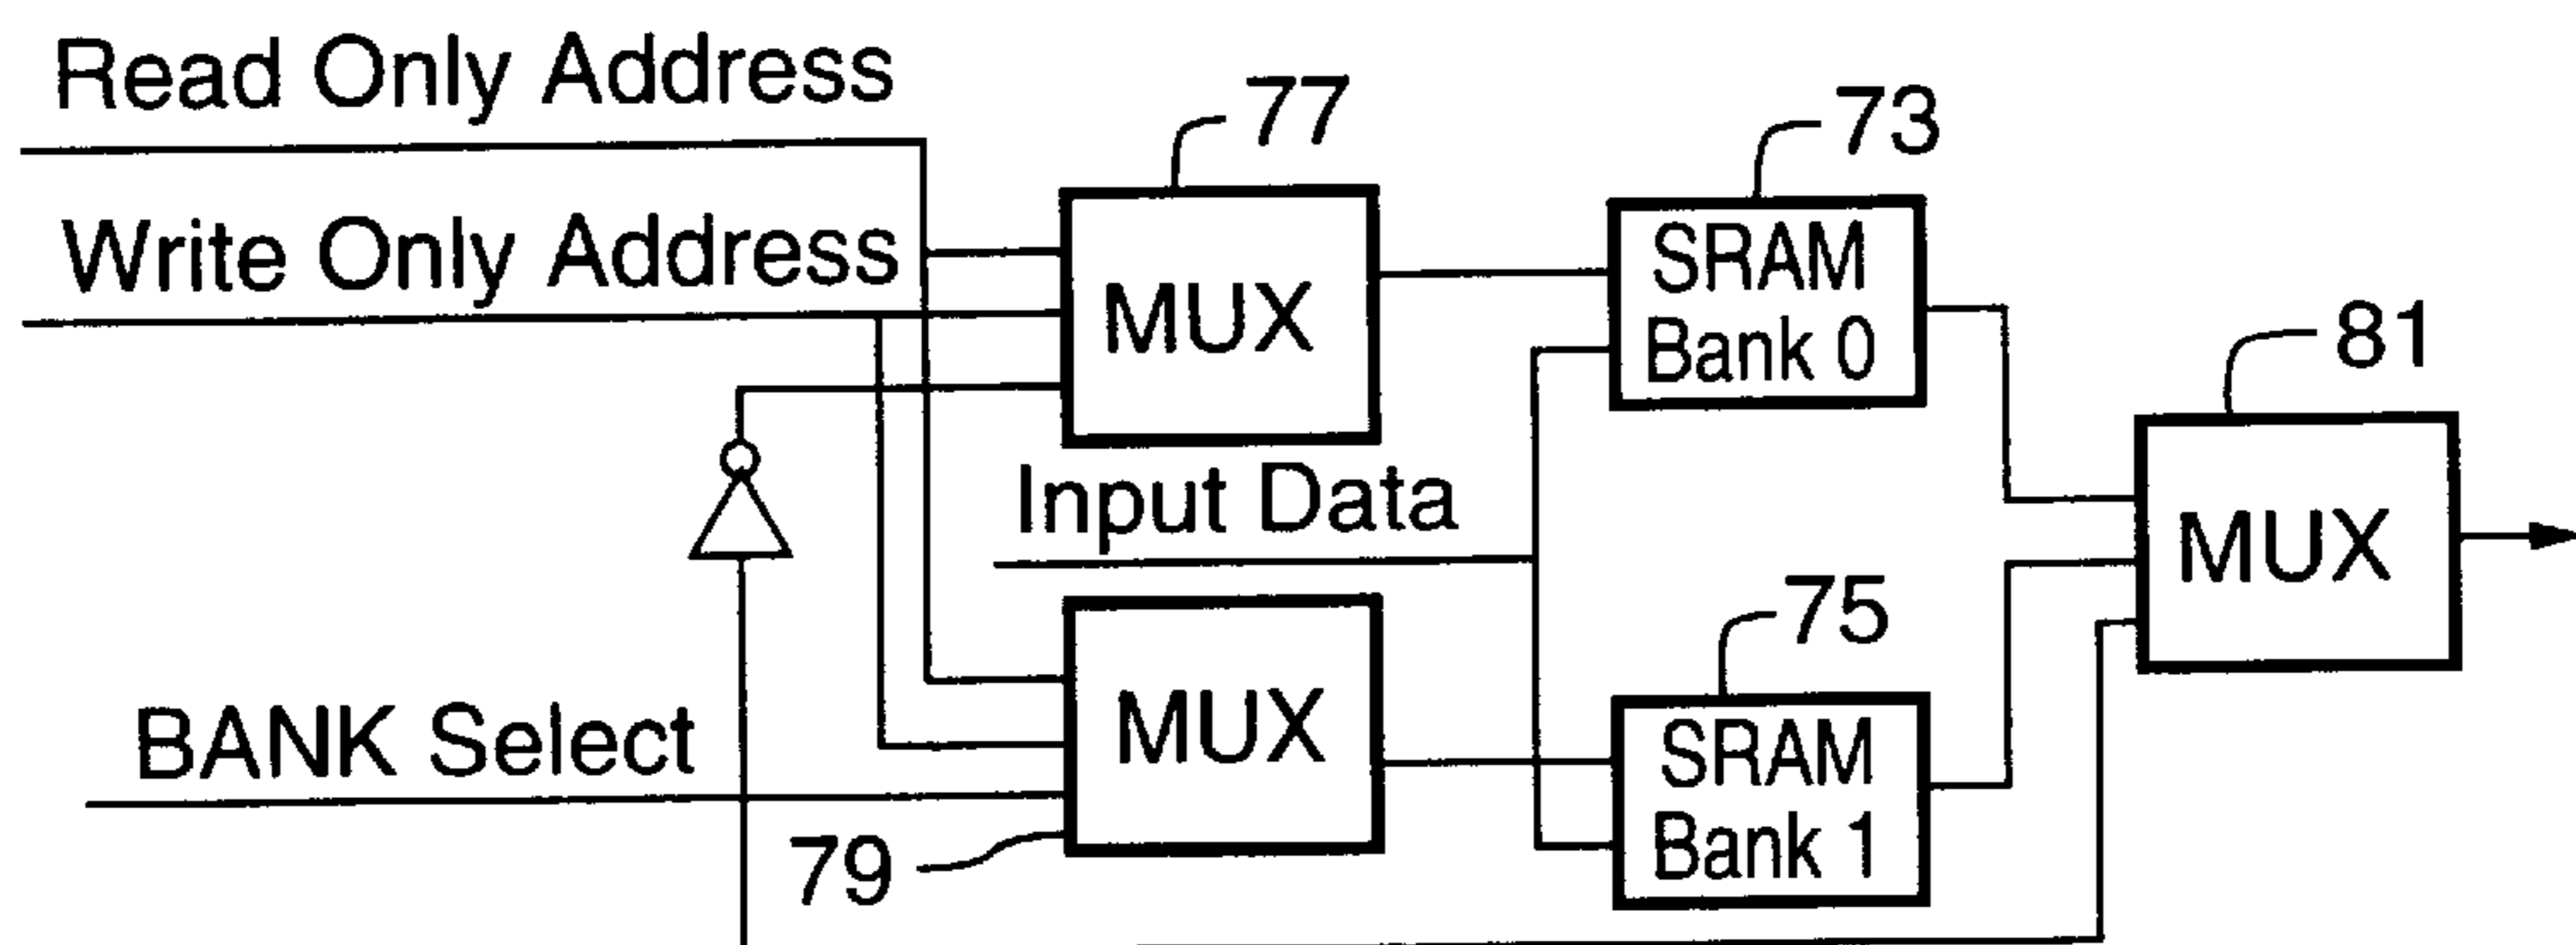 Read Only Address
77
73
Write Only Address
MUX
SRAM
Bank 0
81
Input Data
MUX
75
BANK Select
MUX
SRAM
Bank 1
79